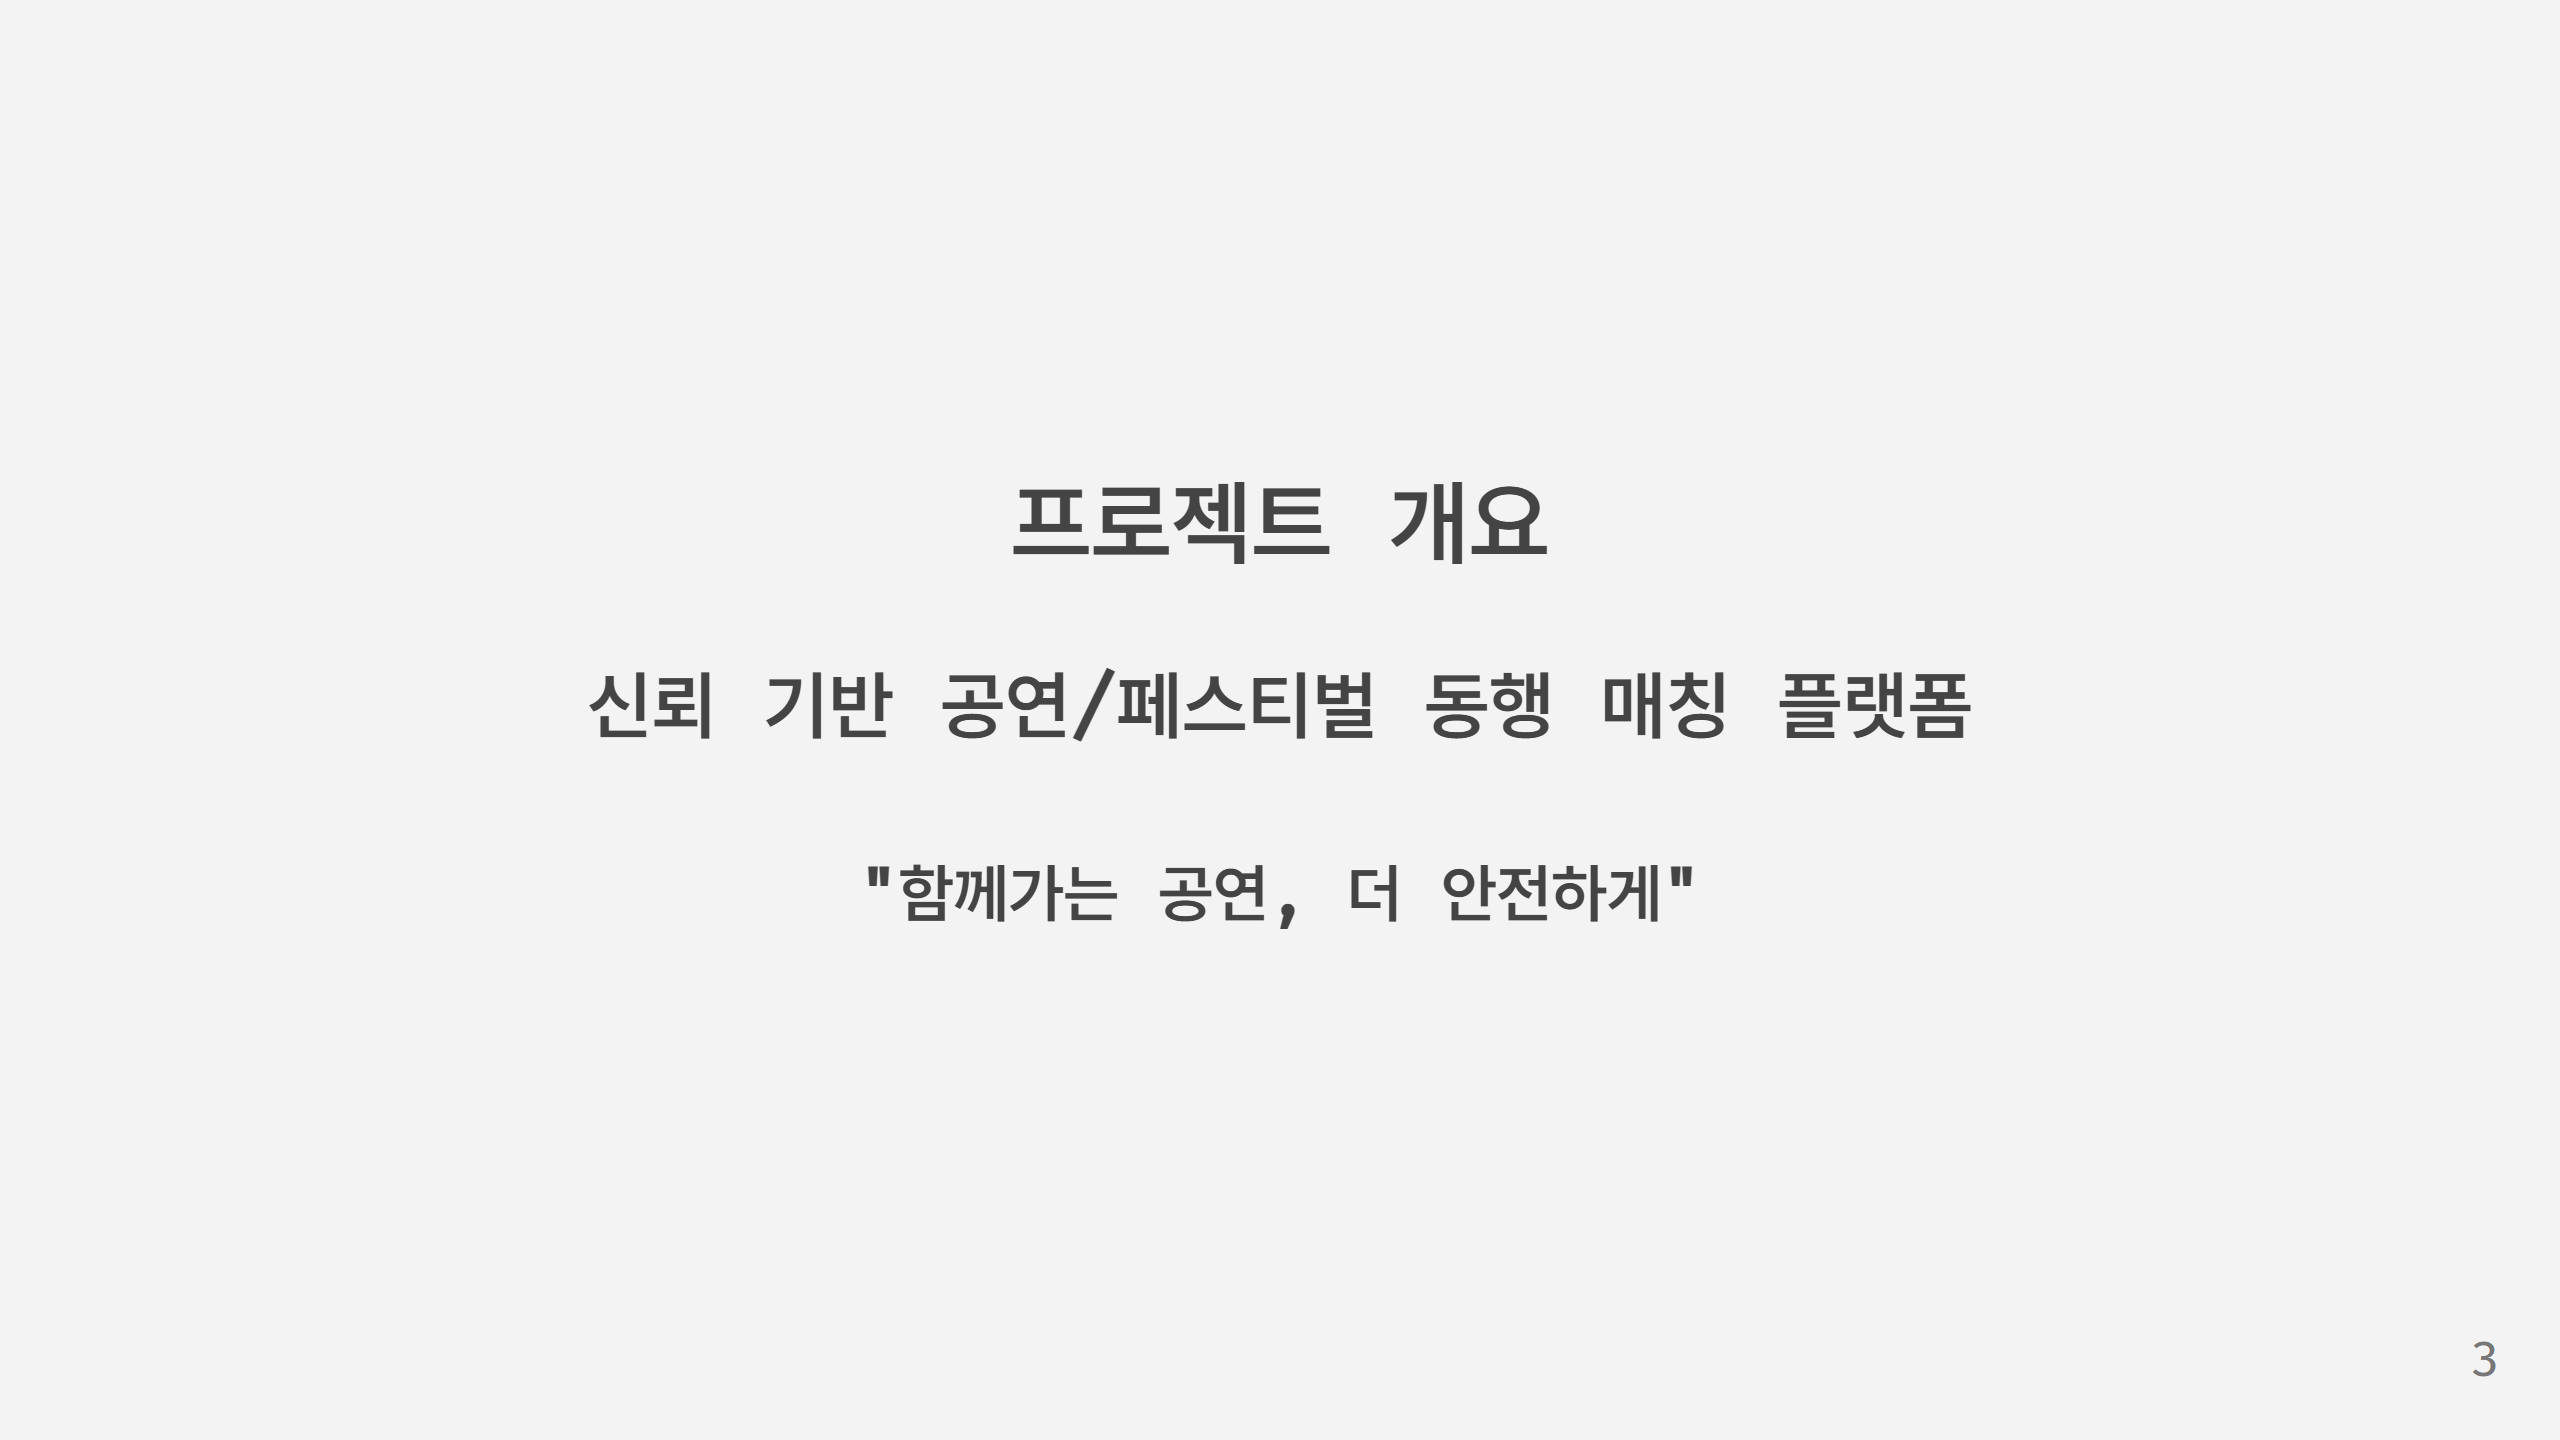 프로젝트 개요
신뢰 기반 공연/페스티벌 동행 매칭 플랫폼
"함께가는 공연, 더 안전하게"
3